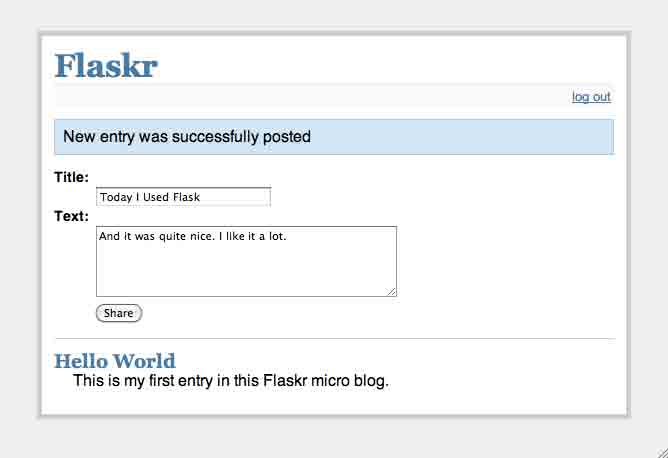 Flaskr
log out
New entry was successfully posted
Title:
Today I Used Flask
Text:
And it was quite nice. I like it a lot.
Share
Hello World
This is my first entry in this Flaskr micro blog.